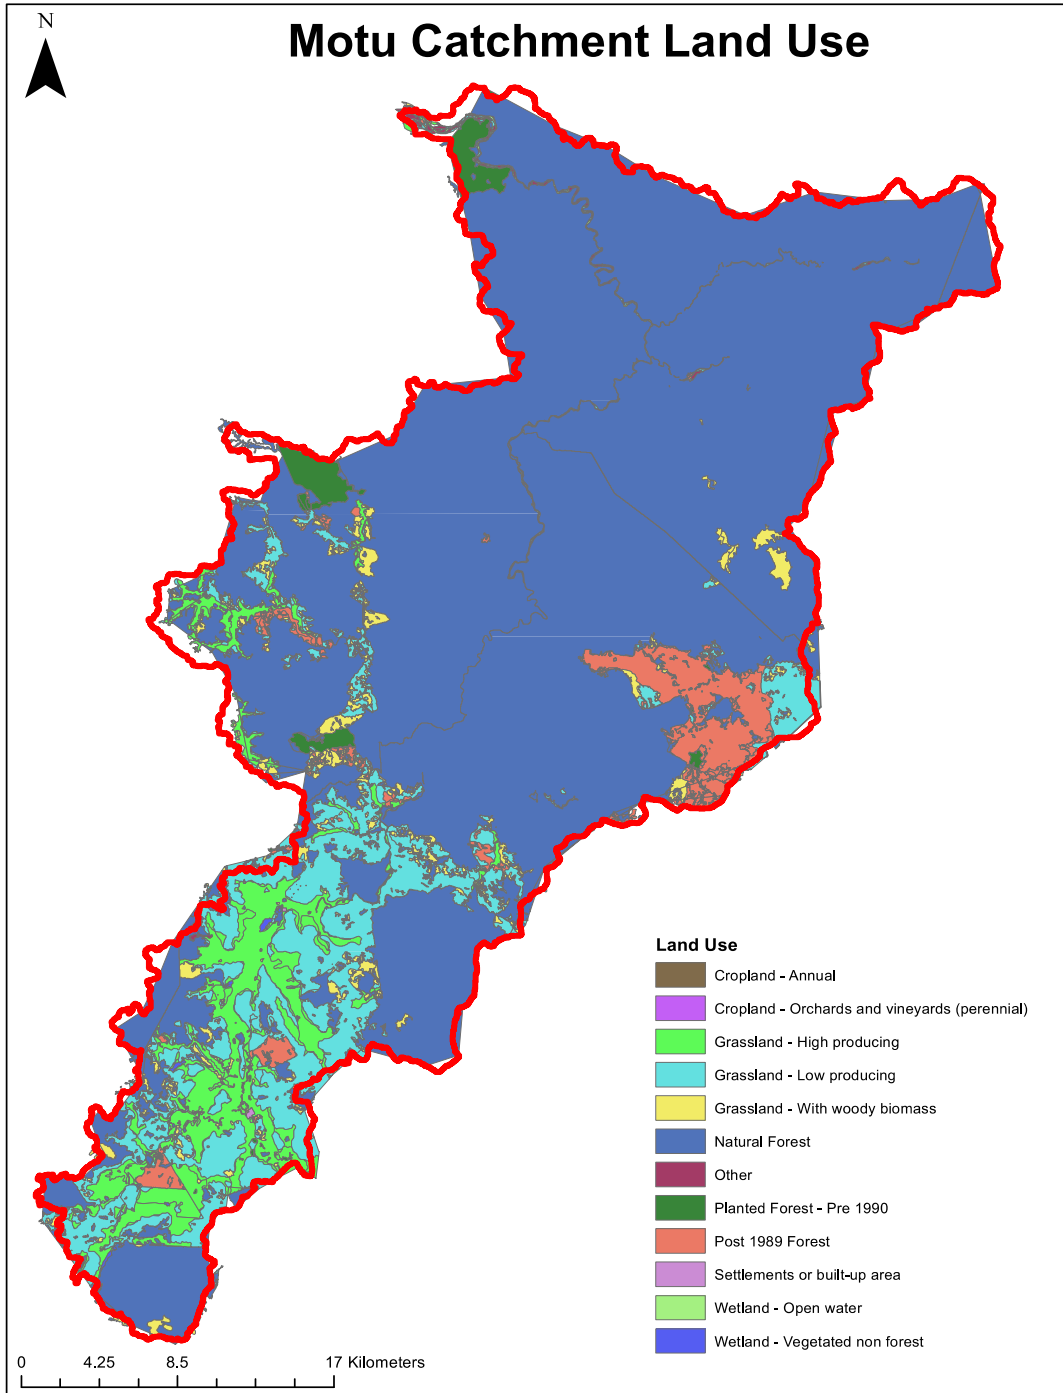 N
Motu Catchment Land Use
Land Use
Cropland - Annual
Cropland - Orchards and vineyards (perennial)
Grassland - High producing
Grassland - Low producing
Grassland - With woody biomass
Natural Forest
Other
Planted Forest - Pre 1990
Post 1989 Forest
Settlements or built-up area
Wetland - Open water
Wetland - Vegetated non forest
0 4.25 8.5 17 Kilometers